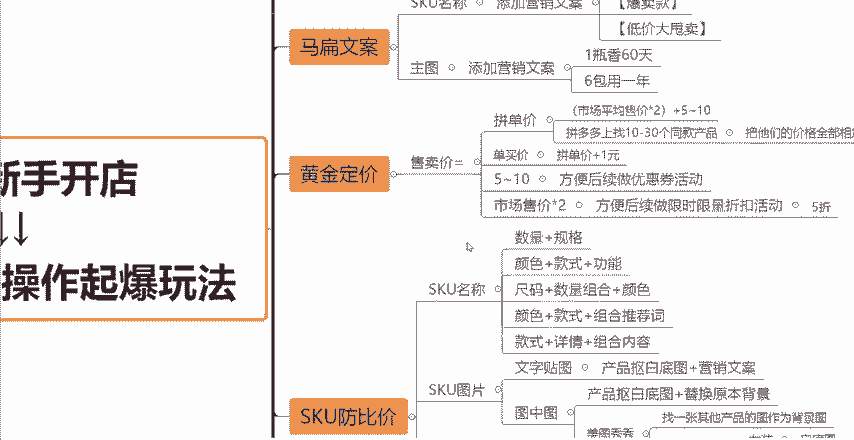 SKU名称
添加营销文案
【爆卖款】
【低价大甩卖】
马扁文案
主图
添加营销文案
1瓶香60天
6包用一年
新手开店
↓↓
操作起爆玩法
黄金定价
售卖价=
拼单价
（市场平均售价*2）+5~10
拼多多上找10-30个同款产品
把他们的价格全部相
单买价
拼单价+1元
5~10
方便后续做优惠券活动
市场售价*2
方便后续做限时限量折扣活动
5折
SKU防比价
SKU名称
数量+规格
颜色+款式+功能
尺码+数量组合+颜色
颜色+款式+组合推荐词
款式+详情+组合内容
SKU图片
文字贴图
产品抠白底图+营销文案
图中图
产品抠白底图+替换原本背景
找一张其他产品的图作为背景图
美图秀秀